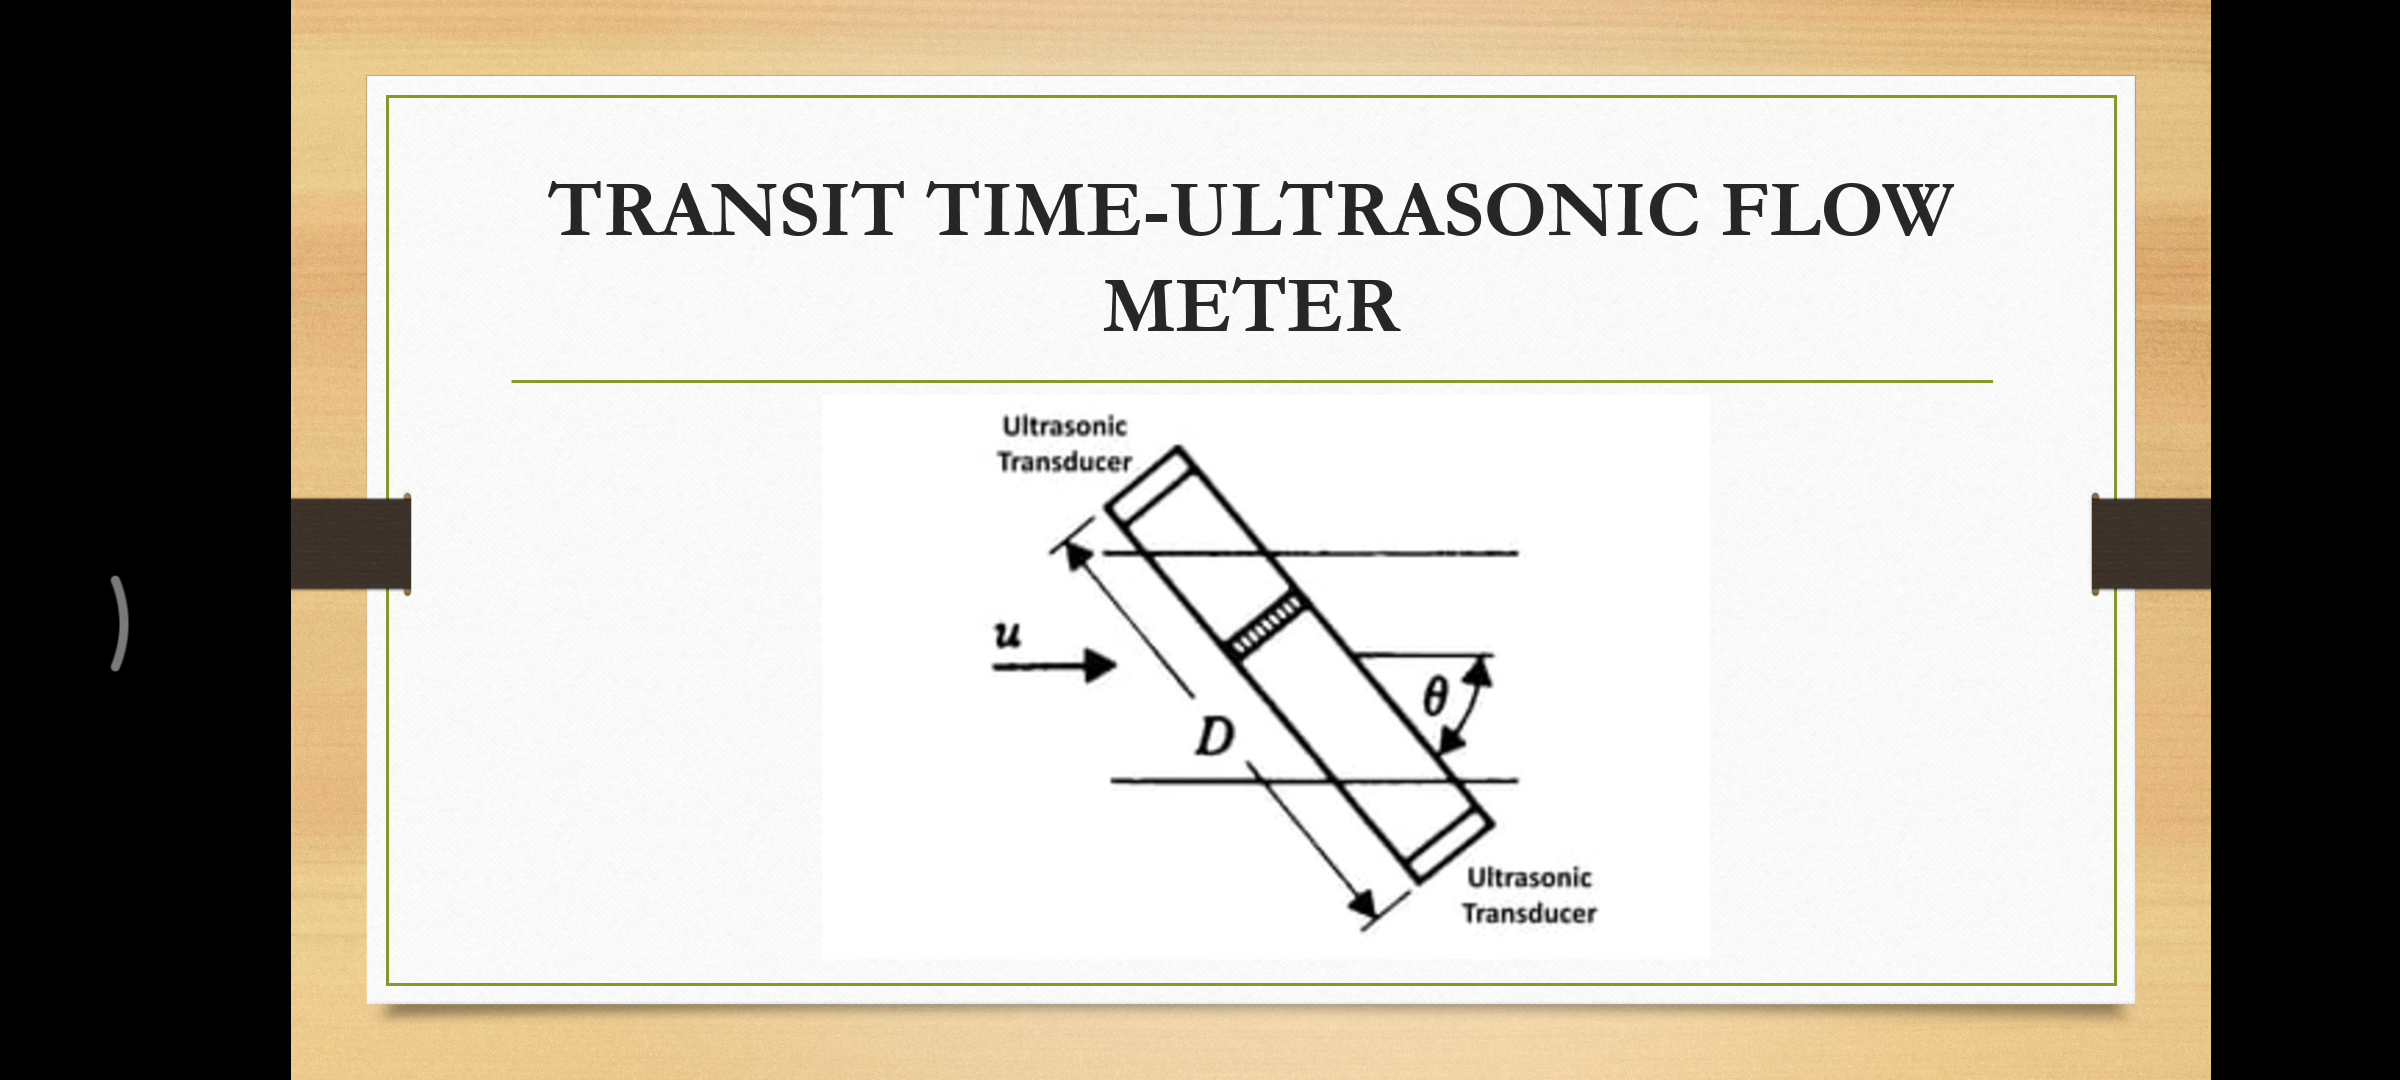 TRANSIT TIME-ULTRASONIC FLOW
METER
Ultrasonic
Transducer
u
D
θ
Ultrasonic
Transducer